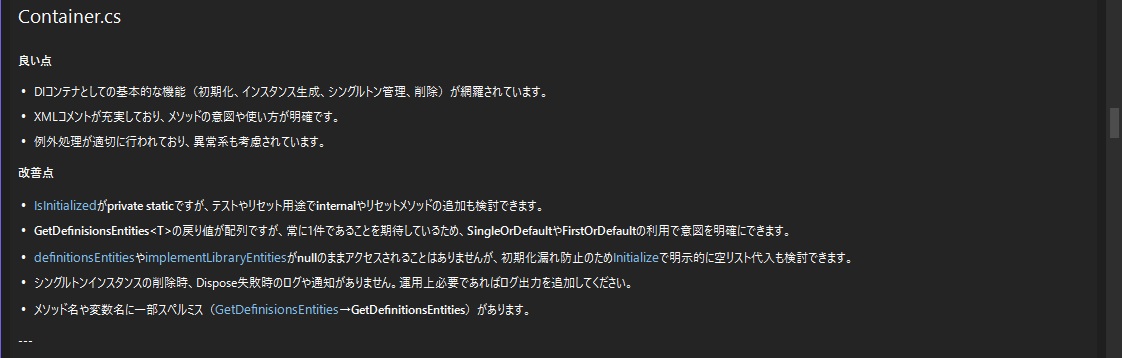 Container.cs
良い点
• DIコンテナとしての基本的な機能（初期化、インスタンス生成、シングルトン管理、削除）が網羅されています。
• XMLコメントが充実しており、メソッドの意図や使い方が明確です。
• 例外処理が適切に行われており、異常系も考慮されています。
改善点
• IsInitializedがprivate staticですが、テストやリセット用途でinternalやリセットメソッドの追加も検討できます。
• GetDefinisionsEntities<T>の戻り値が配列ですが、常に1件であることを期待しているため、SingleOrDefaultやFirstOrDefaultの利用で意図を明確にできます。
• definitionsEntitiesやimplementLibraryEntitiesがnullのままアクセスされることはありませんが、初期化漏れ防止のためInitializeで明示的に空リスト代入も検討できます。
• シングルトンインスタンスの削除時、Dispose失敗時のログや通知がありません。運用上必要であればログ出力を追加してください。
• メソッド名や変数名に一部スペルミス（GetDefinisionsEntities→GetDefinitionsEntities）があります。
---